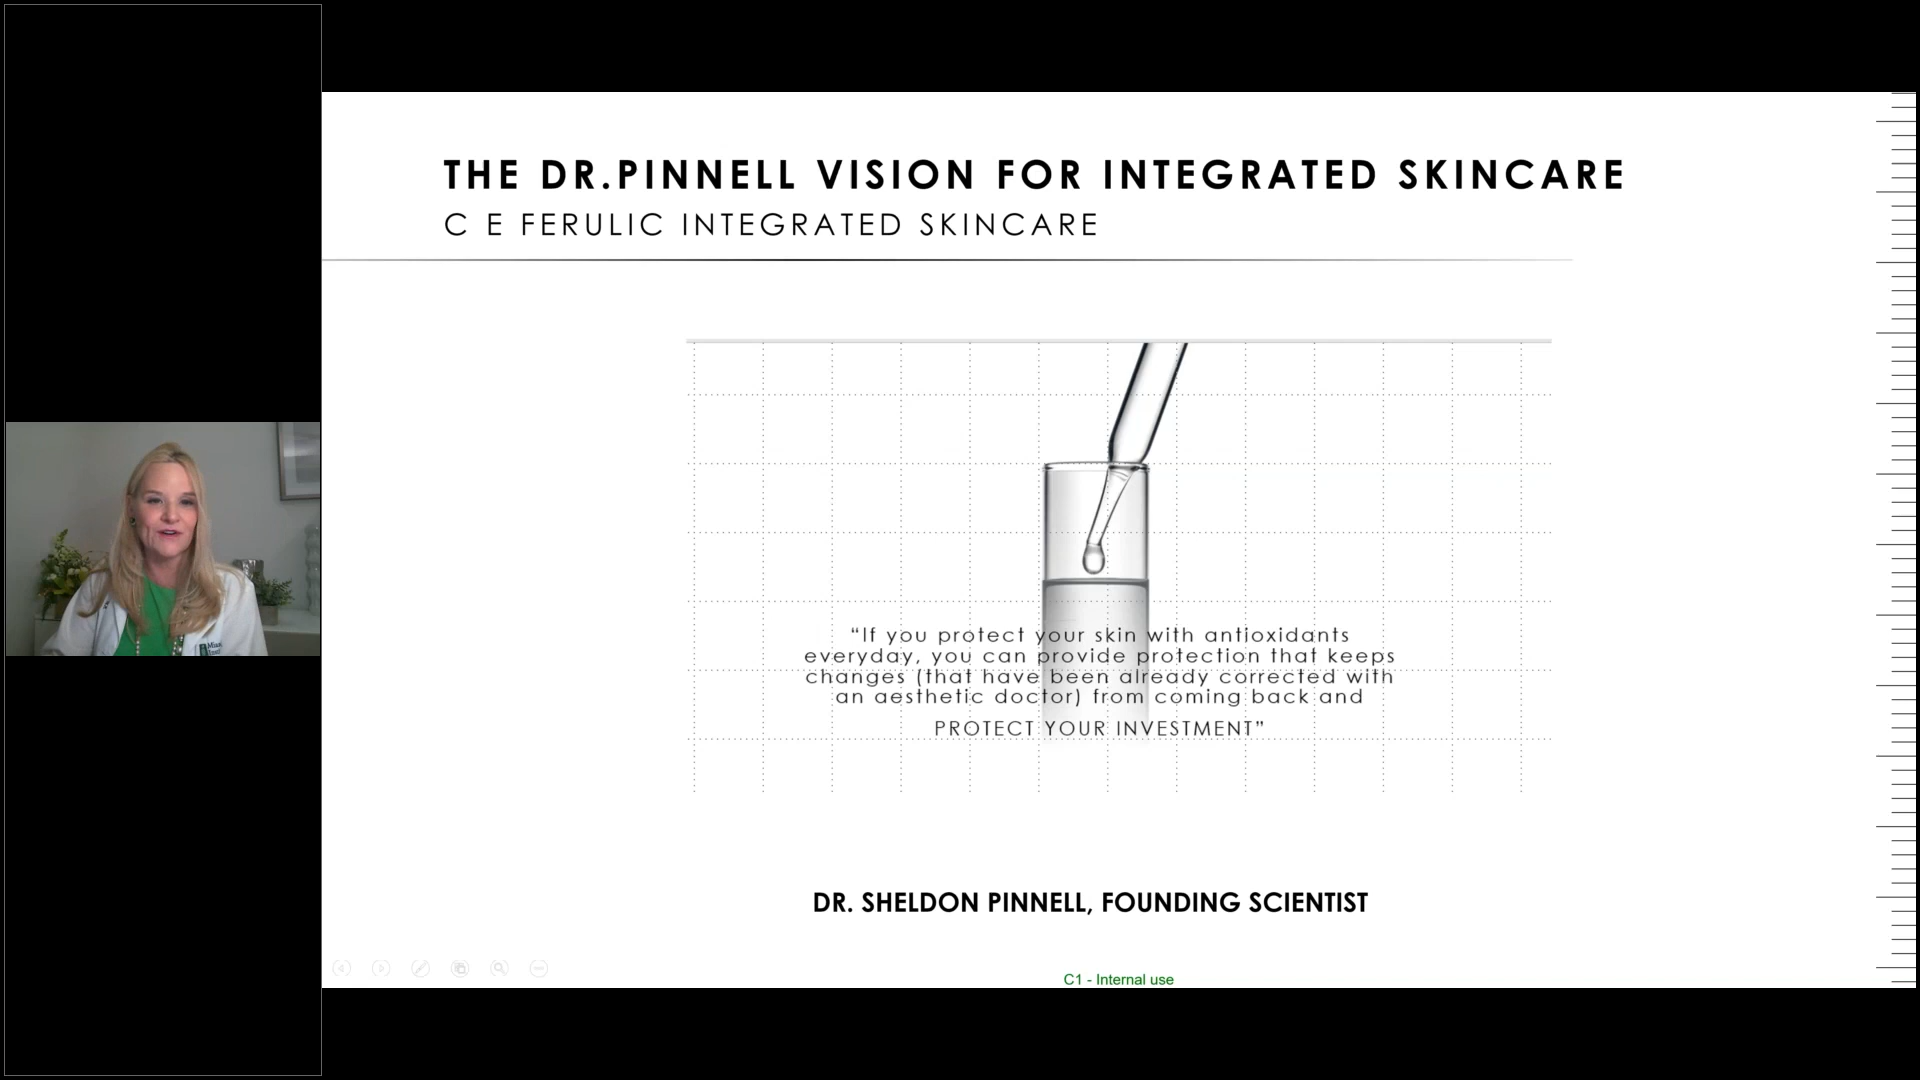 THE DR.PINNELL VISION FOR INTEGRATED SKINCARE
C E FERULIC INTEGRATED SKINCARE
“If you protect your skin with antioxidants
everyday, you can provide protection that keeps
changes (that have been already corrected with
an aesthetic doctor) from coming back and
PROTECT YOUR INVESTMENT”
DR. SHELDON PINNELL, FOUNDING SCIENTIST
C1 - Internal use